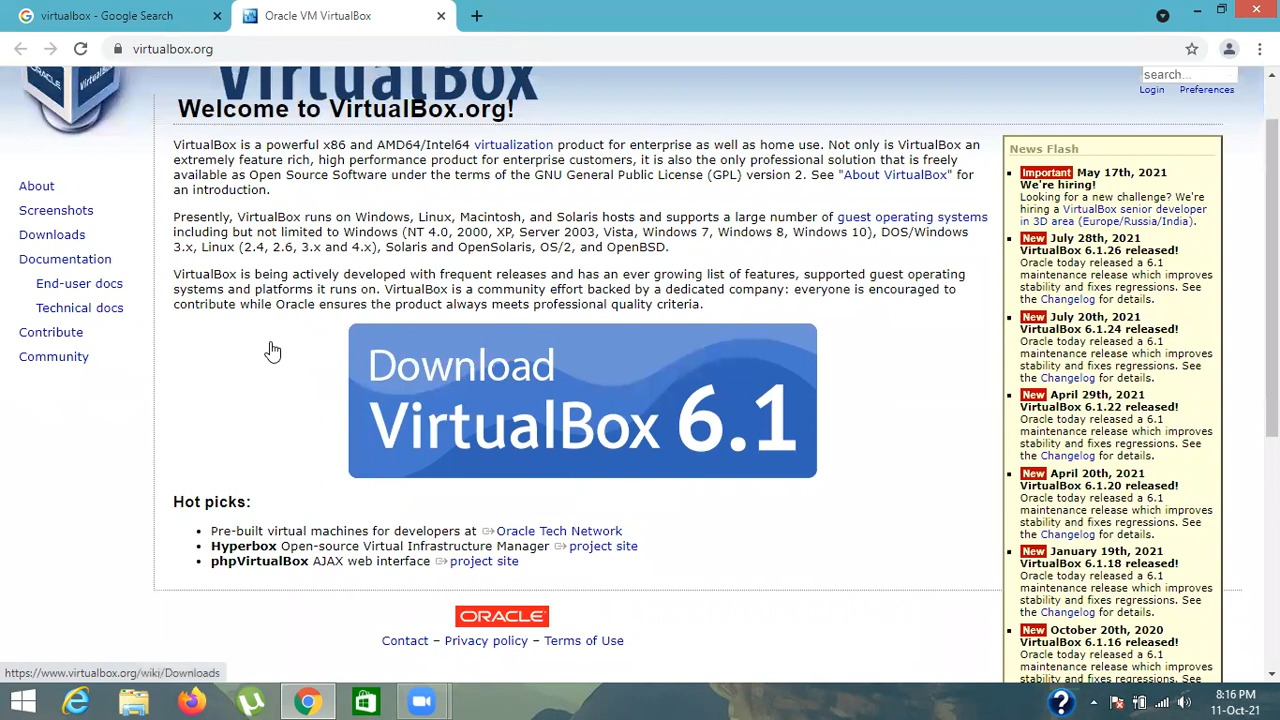 virtualbox - Google Search
Oracle VM VirtualBox
virtualbox.org
ORACLE
VirtualBox
search...
Login Preferences
Welcome to VirtualBox.org!
VirtualBox is a powerful x86 and AMD64/Intel64 virtualization product for enterprise as well as home use. Not only is VirtualBox an
extremely feature rich, high performance product for enterprise customers, it is also the only professional solution that is freely
available as Open Source Software under the terms of the GNU General Public License (GPL) version 2. See "About VirtualBox" for
an introduction.
Presently, VirtualBox runs on Windows, Linux, Macintosh, and Solaris hosts and supports a large number of guest operating systems
including but not limited to Windows (NT 4.0, 2000, XP, Server 2003, Vista, Windows 7, Windows 8, Windows 10), DOS/Windows
3.x, Linux (2.4, 2.6, 3.x and 4.x), Solaris and OpenSolaris, OS/2, and OpenBSD.
VirtualBox is being actively developed with frequent releases and has an ever growing list of features, supported guest operating
systems and platforms it runs on. VirtualBox is a community effort backed by a dedicated company: everyone is encouraged to
contribute while Oracle ensures the product always meets professional quality criteria.
About
Screenshots
Downloads
Documentation
End-user docs
Technical docs
Contribute
Community
Download
VirtualBox 6.1
Hot picks:
Pre-built virtual machines for developers at Oracle Tech Network
Hyperbox Open-source Virtual Infrastructure Manager project site
phpVirtualBox AJAX web interface project site
ORACLE
Contact – Privacy policy – Terms of Use
News Flash
Important May 17th, 2021
We're hiring!
Looking for a new challenge? We're
hiring a VirtualBox senior developer
in 3D area (Europe/Russia/India).
New July 28th, 2021
VirtualBox 6.1.26 released!
Oracle today released a 6.1
maintenance release which improves
stability and fixes regressions. See
the Changelog for details.
New July 20th, 2021
VirtualBox 6.1.24 released!
Oracle today released a 6.1
maintenance release which improves
stability and fixes regressions. See
the Changelog for details.
New April 29th, 2021
VirtualBox 6.1.22 released!
Oracle today released a 6.1
maintenance release which improves
stability and fixes regressions. See
the Changelog for details.
New April 20th, 2021
VirtualBox 6.1.20 released!
Oracle today released a 6.1
maintenance release which improves
stability and fixes regressions. See
the Changelog for details.
New January 19th, 2021
VirtualBox 6.1.18 released!
Oracle today released a 6.1
maintenance release which improves
stability and fixes regressions. See
the Changelog for details.
New October 20th, 2020
VirtualBox 6.1.16 released!
Oracle today released a 6.1
maintenance release which improves
stability and fixes regressions. See
https://www.virtualbox.org/wiki/Downloads
8:16 PM
11-Oct-21